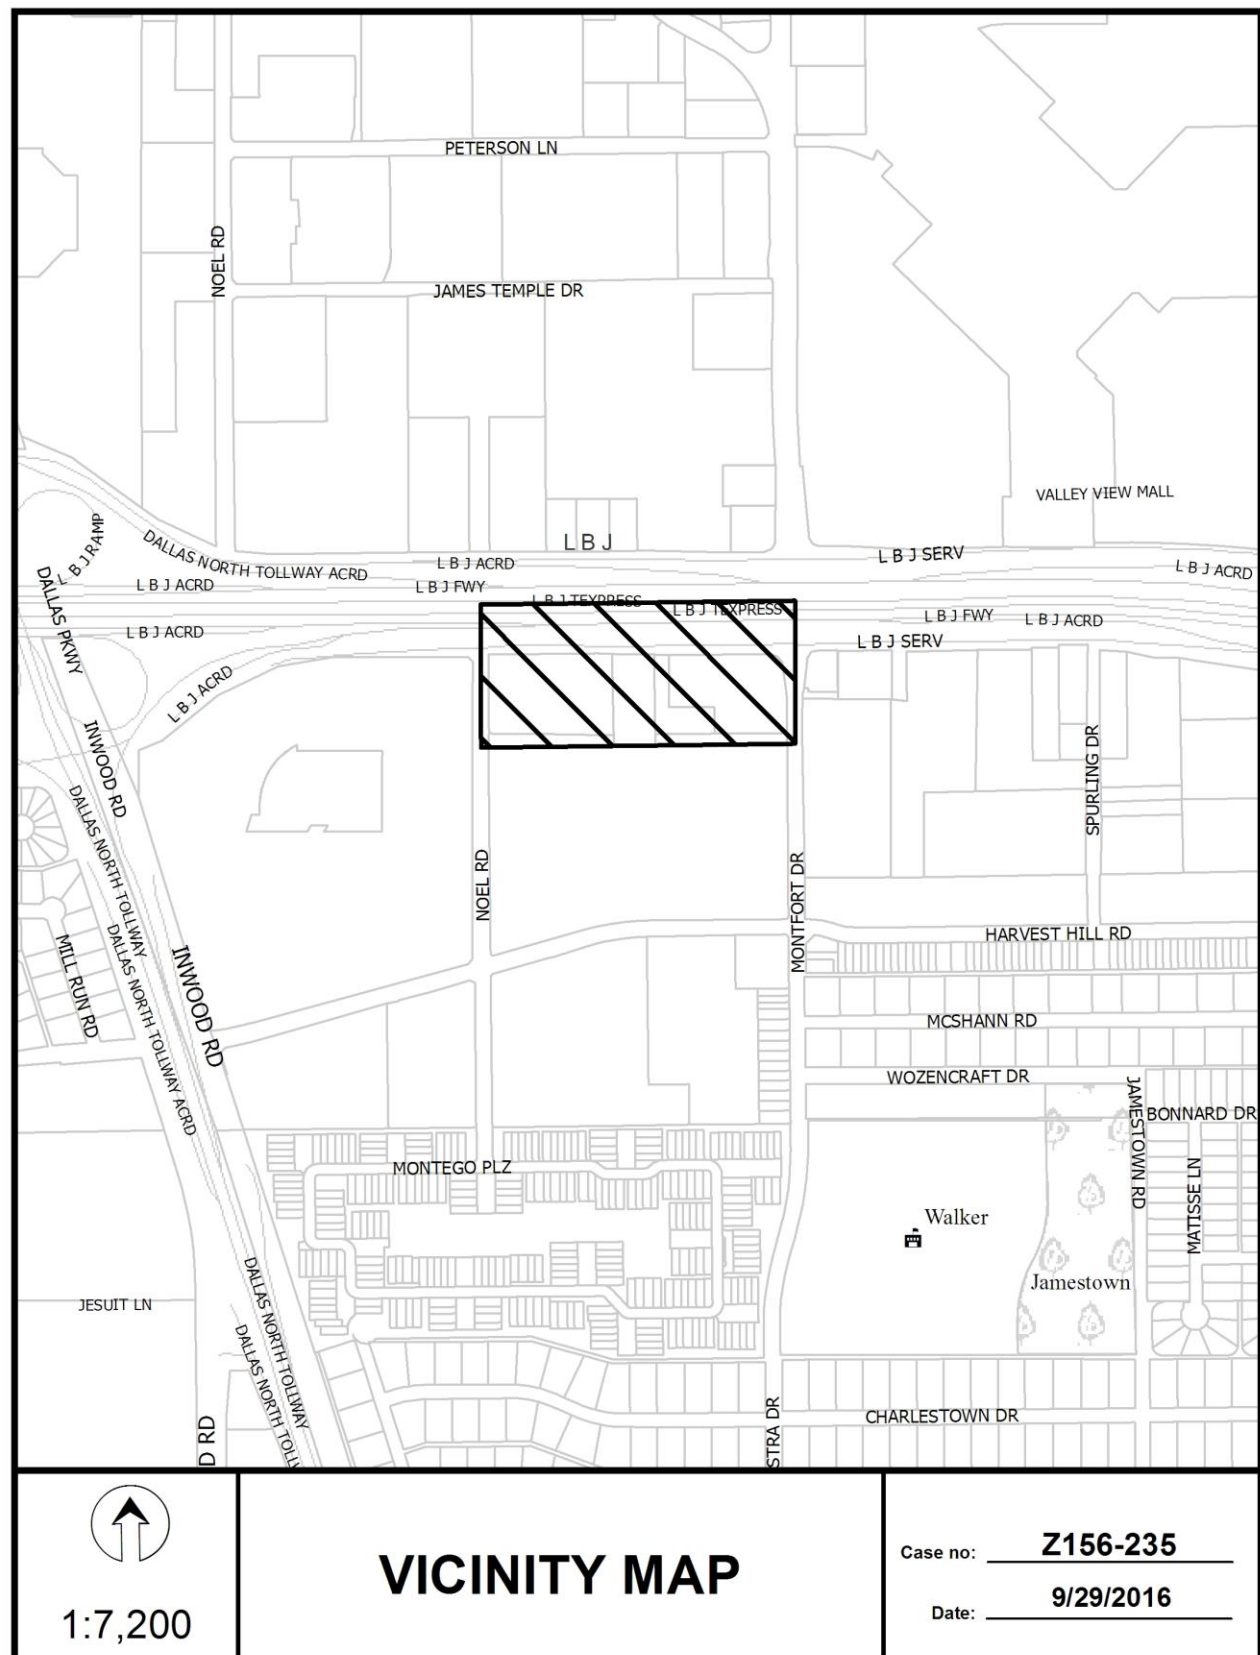 PETERSON LN
NOEL RD
JAMES TEMPLE DR
VALLEY VIEW MALL
L B J RAMP
DALLAS NORTH TOLLWAY ACRD
L B J
L B J ACRD
L B J SERV
L B J ACRD
L B J ACRD
L B J FWY
L B J TEXPRESS
L B J TEXPRESS
L B J FWY
L B J ACRD
L B J ACRD
L B J SERV
DALLAS PKWY
L B J ACRD
INWOOD RD
SPURLING DR
DALLAS NORTH TOLLWAY
NOEL RD
MONTFORT DR
HARVEST HILL RD
MILL RUN RD
INWOOD RD
DALLAS NORTH TOLLWAY ACRD
MCSHANN RD
WOZENCRAFT DR
JAMESTOWN RD
BONNARD DR
MONTEGO PLZ
MATISSE LN
Walker
Jamestown
JESUIT LN
DALLAS NORTH TOLLWAY
DALLAS NORTH TOLLW
D RD
STRA DR
CHARLESTOWN DR
1:7,200
VICINITY MAP
Case no: Z156-235
Date: 9/29/2016